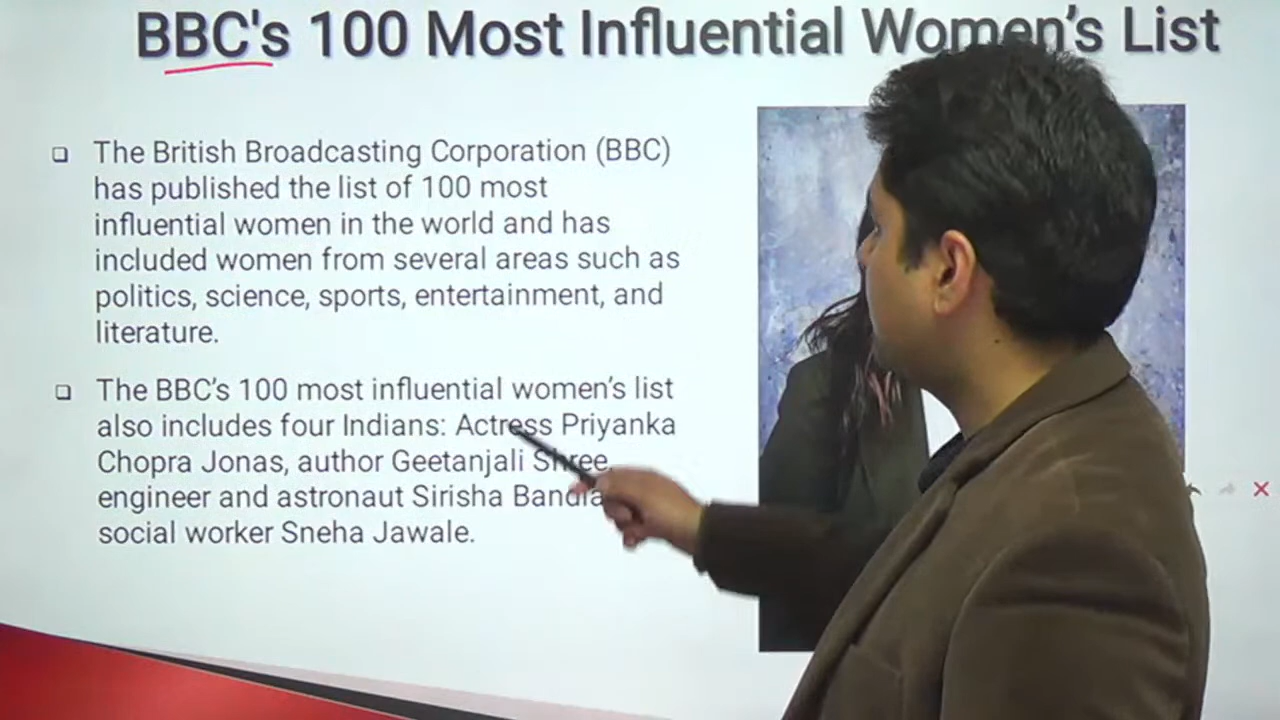 BBC's 100 Most Influential Women's List
❑ The British Broadcasting Corporation (BBC)
has published the list of 100 most
influential women in the world and has
included women from several areas such as
politics, science, sports, entertainment, and
literature.
❑ The BBC's 100 most influential women's list
also includes four Indians: Actress Priyanka
Chopra Jonas, author Geetanjali Shree,
engineer and astronaut Sirisha
social worker Sneha Jawale.